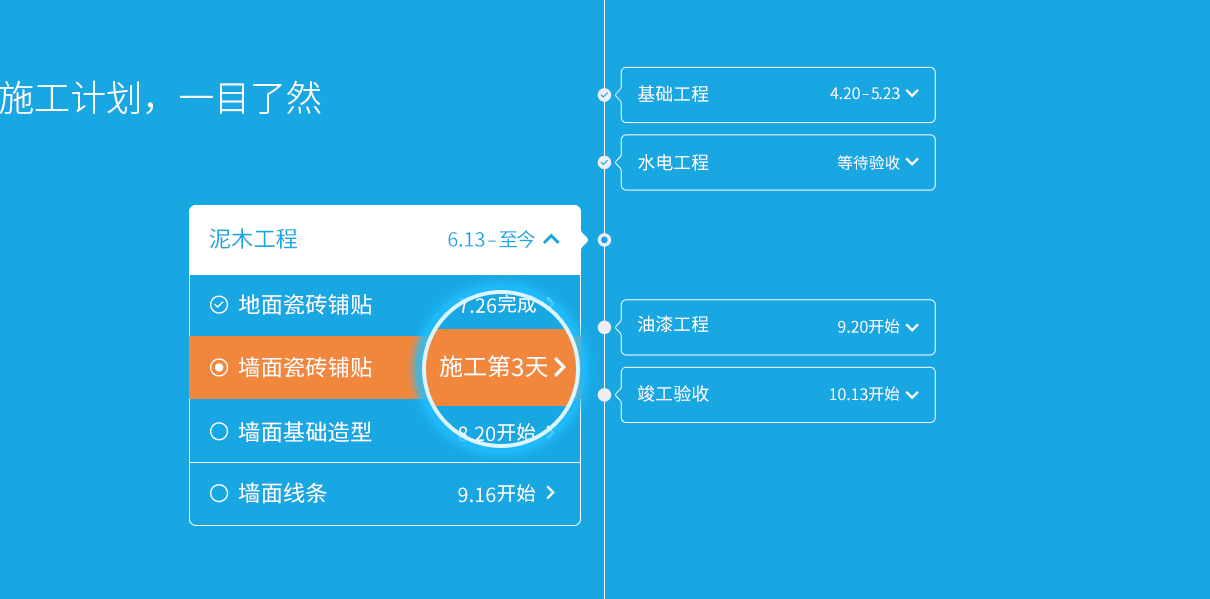 施工计划，一目了然
基础工程 4.20–5.23
水电工程 等待验收
泥木工程 6.13–至今
地面瓷砖铺贴 7.26完成
墙面瓷砖铺贴 施工第3天
墙面基础造型 8.20开始
墙面线条 9.16开始
油漆工程 9.20开始
竣工验收 10.13开始